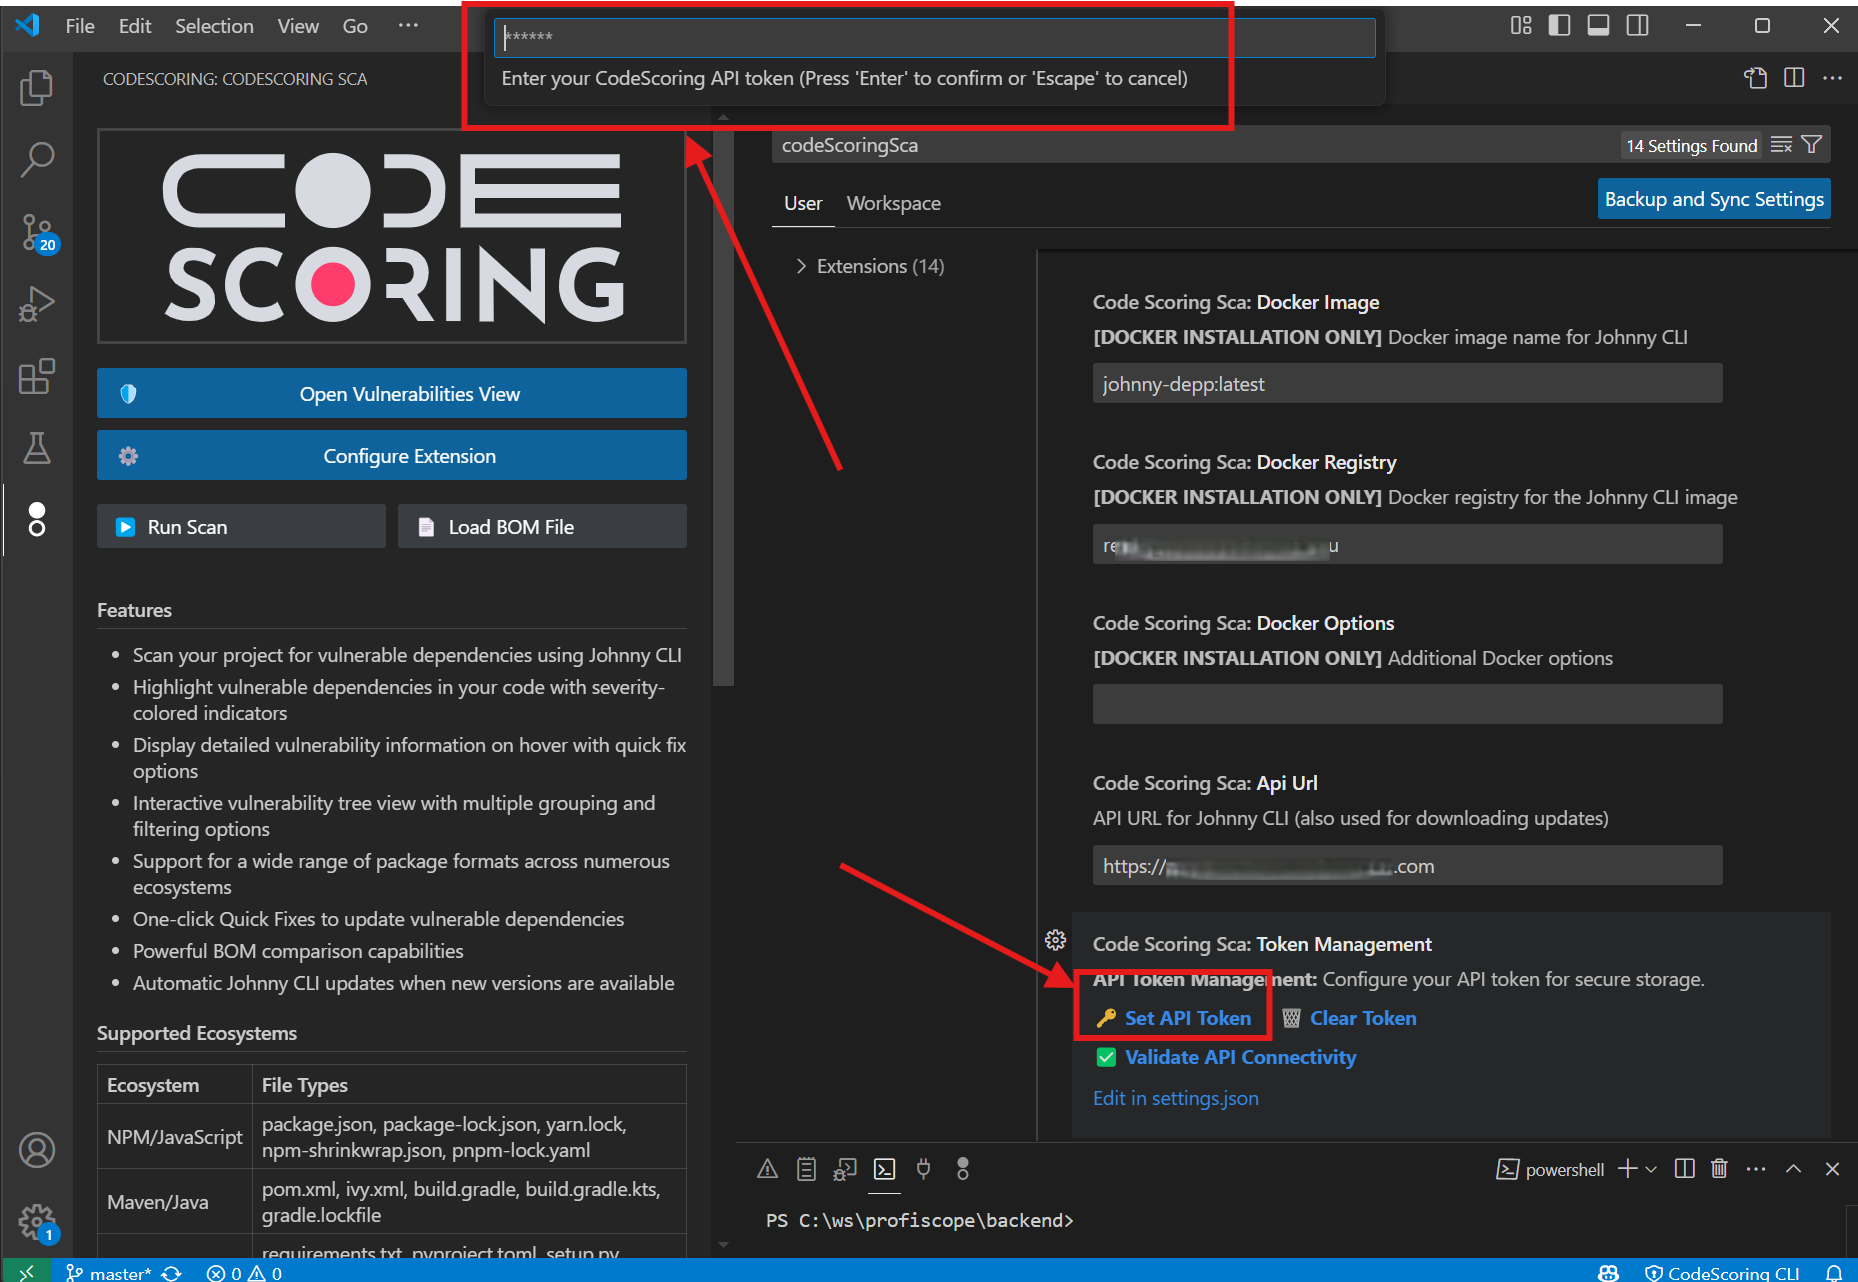 File Edit Selection View Go ···
******
Enter your CodeScoring API token (Press 'Enter' to confirm or 'Escape' to cancel)
CODESCORING: CODESCORING SCA
CODE
SCORING
Open Vulnerabilities View
Configure Extension
Run Scan
Load BOM File
Features
• Scan your project for vulnerable dependencies using Johnny CLI
• Highlight vulnerable dependencies in your code with severity-
colored indicators
• Display detailed vulnerability information on hover with quick fix
options
• Interactive vulnerability tree view with multiple grouping and
filtering options
• Support for a wide range of package formats across numerous
ecosystems
• One-click Quick Fixes to update vulnerable dependencies
• Powerful BOM comparison capabilities
• Automatic Johnny CLI updates when new versions are available
Supported Ecosystems
Ecosystem File Types
NPM/JavaScript package.json, package-lock.json, yarn.lock,
npm-shrinkwrap.json, pnpm-lock.yaml
Maven/Java pom.xml, ivy.xml, build.gradle, build.gradle.kts,
gradle.lockfile
requirements.txt, pyproject.toml, setup.py,
20
1
codeScoringSca
14 Settings Found
User Workspace
Backup and Sync Settings
Extensions (14)
Code Scoring Sca: Docker Image
[DOCKER INSTALLATION ONLY] Docker image name for Johnny CLI
johnny-depp:latest
Code Scoring Sca: Docker Registry
[DOCKER INSTALLATION ONLY] Docker registry for the Johnny CLI image
Code Scoring Sca: Docker Options
[DOCKER INSTALLATION ONLY] Additional Docker options
Code Scoring Sca: Api Url
API URL for Johnny CLI (also used for downloading updates)
https:// .com
Code Scoring Sca: Token Management
API Token Management: Configure your API token for secure storage.
Set API Token Clear Token
Validate API Connectivity
Edit in settings.json
powershell
PS C:\ws\profiscope\backend>
master* 0 0
CodeScoring CLI